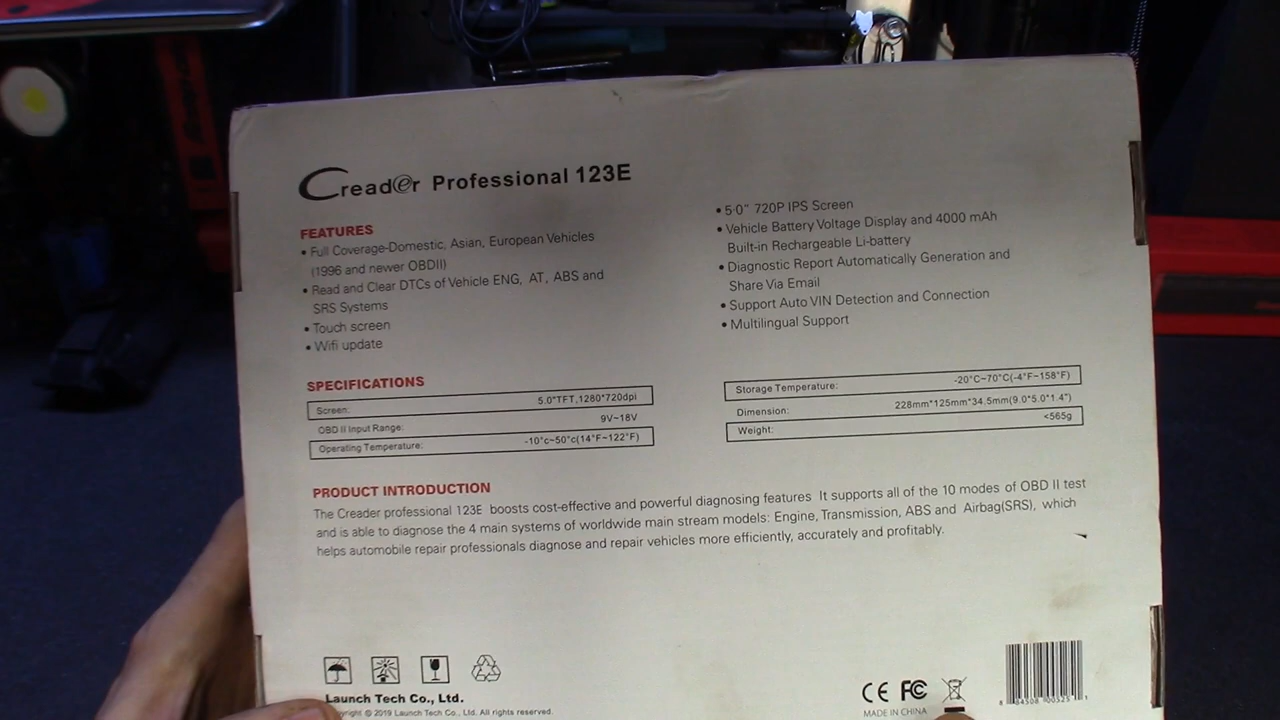 Creader Professional 123E
FEATURES
• Full Coverage-Domestic, Asian, European Vehicles
(1996 and newer OBDII)
• Read and Clear DTCs of Vehicle ENG, AT, ABS and
SRS Systems
• Touch screen
• Wifi update
• 5·0" 720P IPS Screen
• Vehicle Battery Voltage Display and 4000 mAh
Built-in Rechargeable Li-battery
• Diagnostic Report Automatically Generation and
Share Via Email
• Support Auto VIN Detection and Connection
• Multilingual Support
SPECIFICATIONS
Screen: 5.0"TFT,1280*720dpi
OBD II Input Range: 9V~18V
Operating Temperature: -10°c~50°c(14°F~122°F)
Storage Temperature: -20°C~70°C(-4°F~158°F)
Dimension: 228mm*125mm*34.5mm(9.0*5.0*1.4")
Weight: <565g
PRODUCT INTRODUCTION
The Creader professional 123E boosts cost-effective and powerful diagnosing features It supports all of the 10 modes of OBD II test
and is able to diagnose the 4 main systems of worldwide main stream models: Engine, Transmission, ABS and Airbag(SRS), which
helps automobile repair professionals diagnose and repair vehicles more efficiently, accurately and profitably.
Launch Tech Co., Ltd.
© 2019 Launch Tech Co., Ltd. All rights reserved.
CE FC
MADE IN CHINA